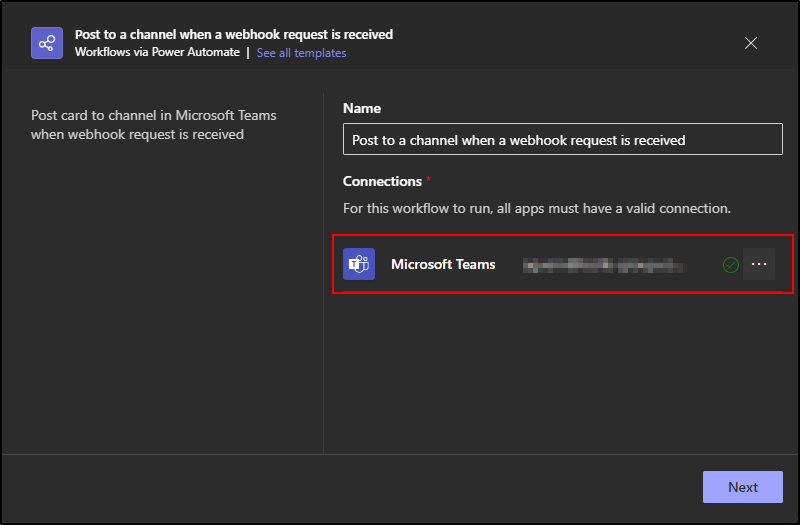 Post to a channel when a webhook request is received
Workflows via Power Automate | See all templates
Post card to channel in Microsoft Teams
when webhook request is received
Name
Post to a channel when a webhook request is received
Connections *
For this workflow to run, all apps must have a valid connection.
Microsoft Teams
Next